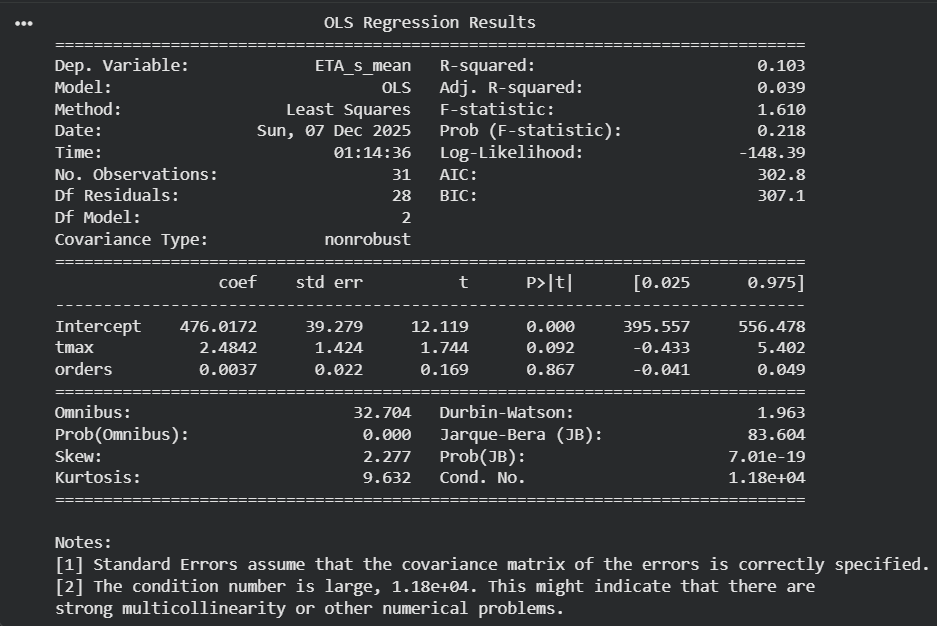 •••                             OLS Regression Results
==============================================================================
Dep. Variable:             ETA_s_mean   R-squared:                       0.103
Model:                            OLS   Adj. R-squared:                  0.039
Method:                 Least Squares   F-statistic:                     1.610
Date:                Sun, 07 Dec 2025   Prob (F-statistic):              0.218
Time:                        01:14:36   Log-Likelihood:                -148.39
No. Observations:                  31   AIC:                             302.8
Df Residuals:                      28   BIC:                             307.1
Df Model:                           2
Covariance Type:            nonrobust
==============================================================================
                 coef    std err          t      P>|t|      [0.025      0.975]
------------------------------------------------------------------------------
Intercept    476.0172     39.279     12.119      0.000     395.557     556.478
tmax           2.4842      1.424      1.744      0.092      -0.433       5.402
orders         0.0037      0.022      0.169      0.867      -0.041       0.049
==============================================================================
Omnibus:                       32.704   Durbin-Watson:                   1.963
Prob(Omnibus):                  0.000   Jarque-Bera (JB):               83.604
Skew:                           2.277   Prob(JB):                     7.01e-19
Kurtosis:                       9.632   Cond. No.                     1.18e+04
==============================================================================

Notes:
[1] Standard Errors assume that the covariance matrix of the errors is correctly specified.
[2] The condition number is large, 1.18e+04. This might indicate that there are
strong multicollinearity or other numerical problems.